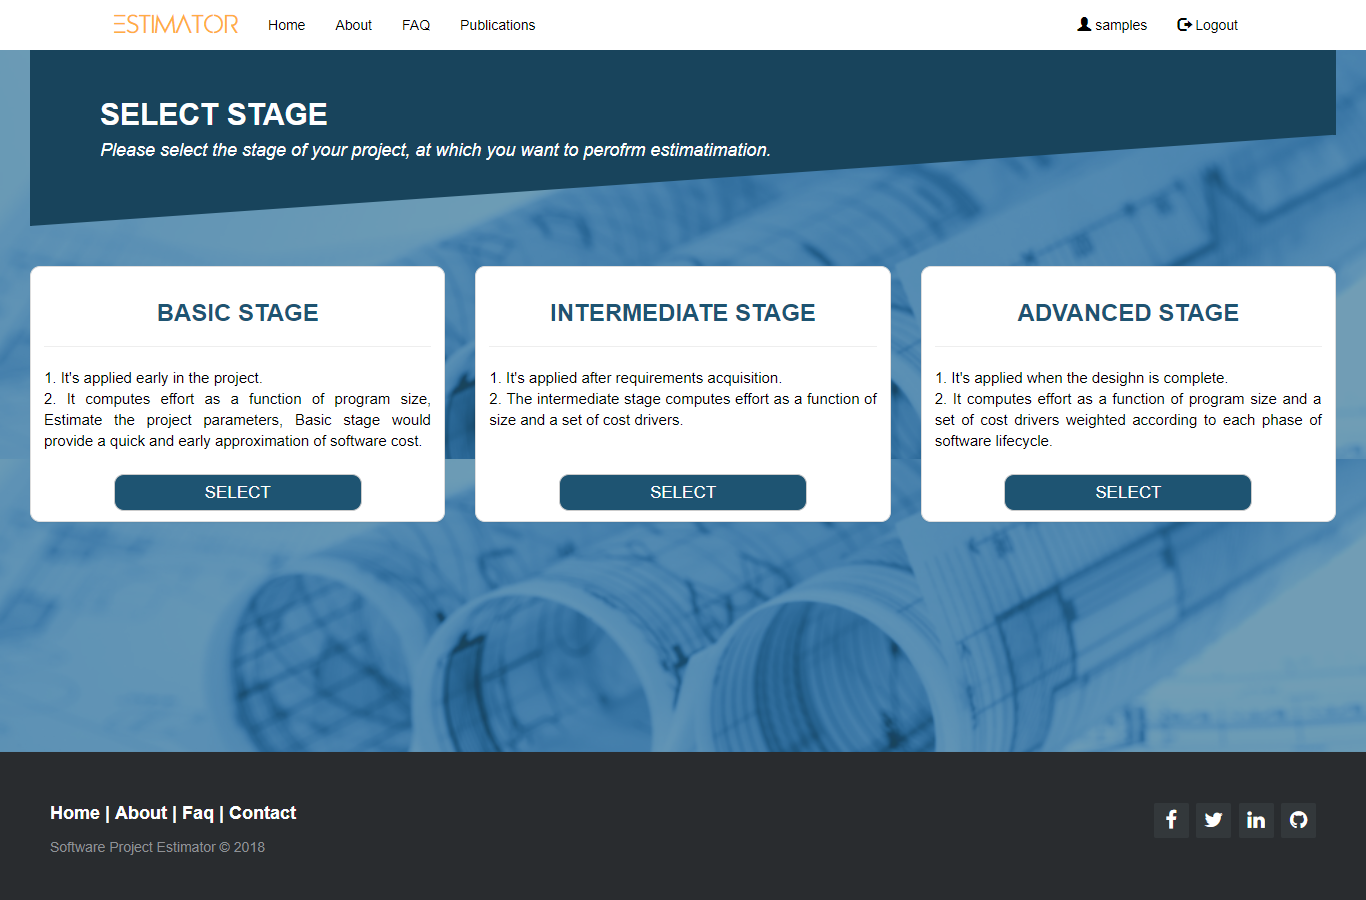 ESTIMATOR Home About FAQ Publications samples Logout
SELECT STAGE
Please select the stage of your project, at which you want to perofrm estimatimation.
BASIC STAGE
1. It's applied early in the project.
2. It computes effort as a function of program size,
Estimate the project parameters, Basic stage would
provide a quick and early approximation of software cost.
SELECT
INTERMEDIATE STAGE
1. It's applied after requirements acquisition.
2. The intermediate stage computes effort as a function of
size and a set of cost drivers.
SELECT
ADVANCED STAGE
1. It's applied when the desighn is complete.
2. It computes effort as a function of program size and a
set of cost drivers weighted according to each phase of
software lifecycle.
SELECT
Home | About | Faq | Contact
Software Project Estimator © 2018